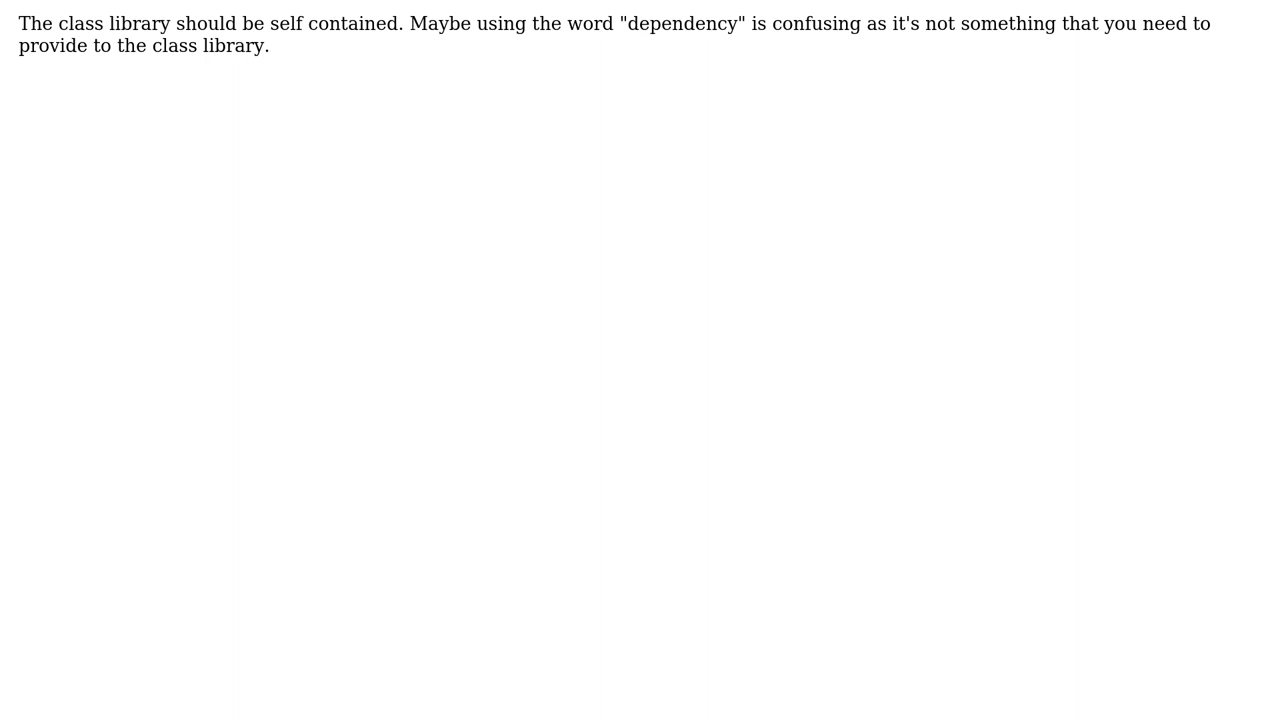 The class library should be self contained. Maybe using the word "dependency" is confusing as it's not something that you need to
provide to the class library.